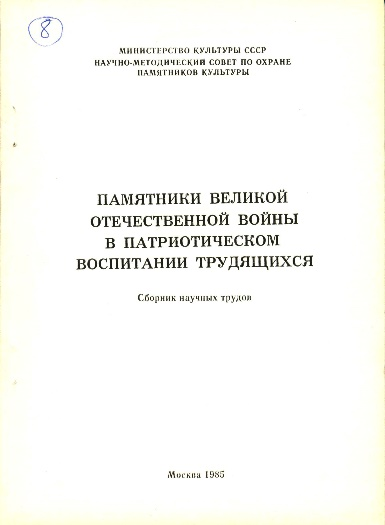 8
МИНИСТЕРСТВО КУЛЬТУРЫ СССР
НАУЧНО-МЕТОДИЧЕСКИЙ СОВЕТ ПО ОХРАНЕ
ПАМЯТНИКОВ КУЛЬТУРЫ
ПАМЯТНИКИ ВЕЛИКОЙ
ОТЕЧЕСТВЕННОЙ ВОЙНЫ
В ПАТРИОТИЧЕСКОМ
ВОСПИТАНИИ ТРУДЯЩИХСЯ
Сборник научных трудов
Москва 1985